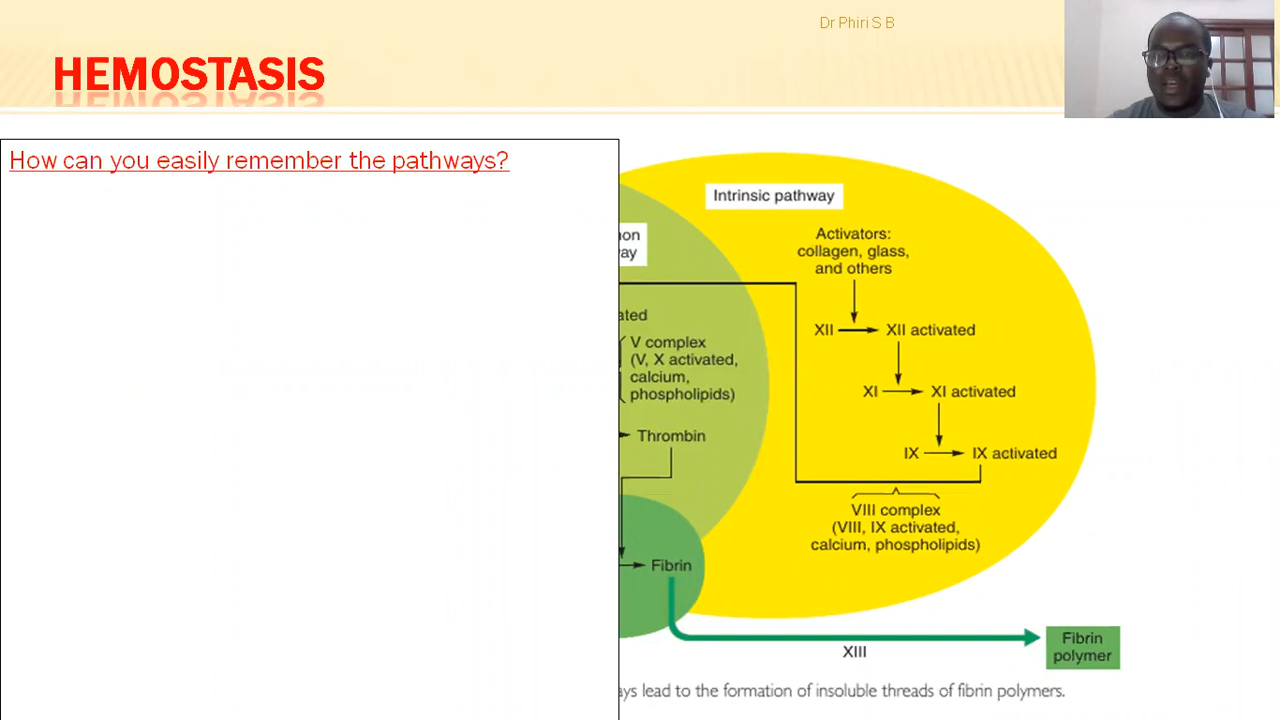 Dr Phiri S B
HEMOSTASIS
How can you easily remember the pathways?
Intrinsic pathway
Activators:
collagen, glass,
and others
XII
XII activated
XI
XI activated
IX
IX activated
V complex
(V, X activated,
calcium,
phospholipids)
Thrombin
VIII complex
(VIII, IX activated,
calcium, phospholipids)
Fibrin
XIII
Fibrin
polymer
lead to the formation of insoluble threads of fibrin polymers.